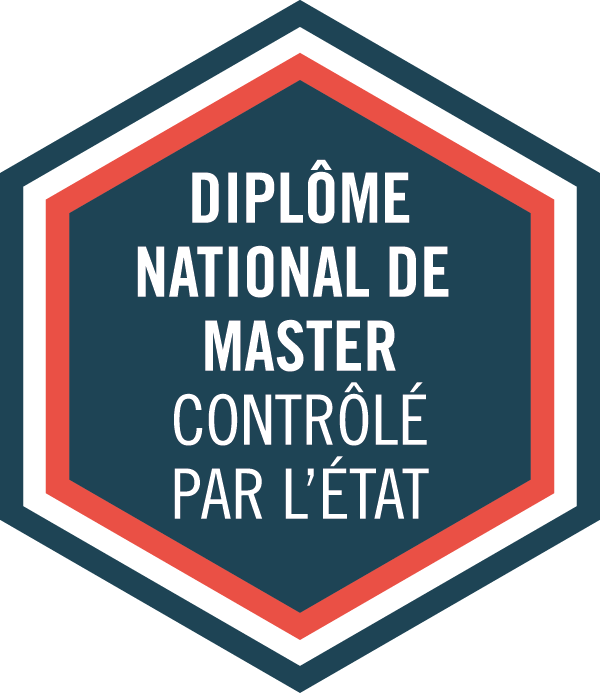 DIPLÔME
NATIONAL DE
MASTER
CONTRÔLÉ
PAR L'ÉTAT